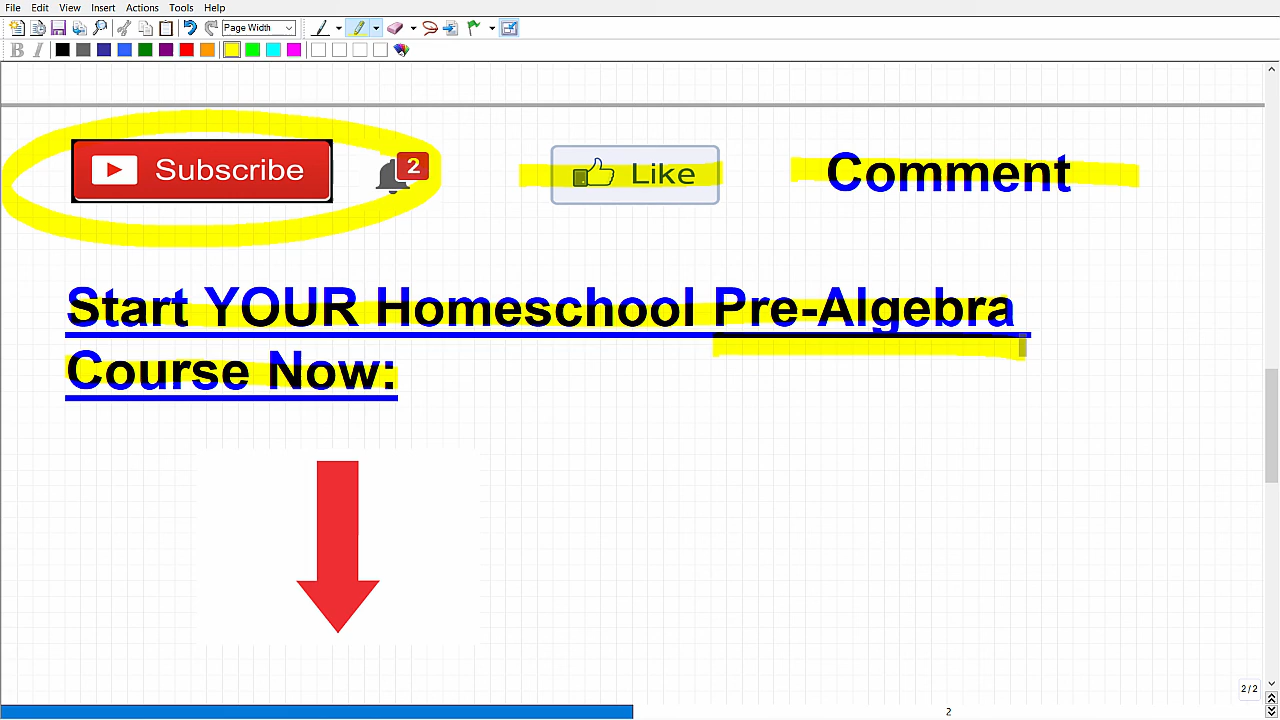 File Edit View Insert Actions Tools Help
Page Width
B I
Subscribe 2 Like Comment
Start YOUR Homeschool Pre-Algebra
Course Now:
2/2
2